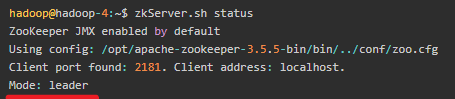 hadoop@hadoop-4:~$ zkServer.sh status
ZooKeeper JMX enabled by default
Using config: /opt/apache-zookeeper-3.5.5-bin/bin/../conf/zoo.cfg
Client port found: 2181. Client address: localhost.
Mode: leader